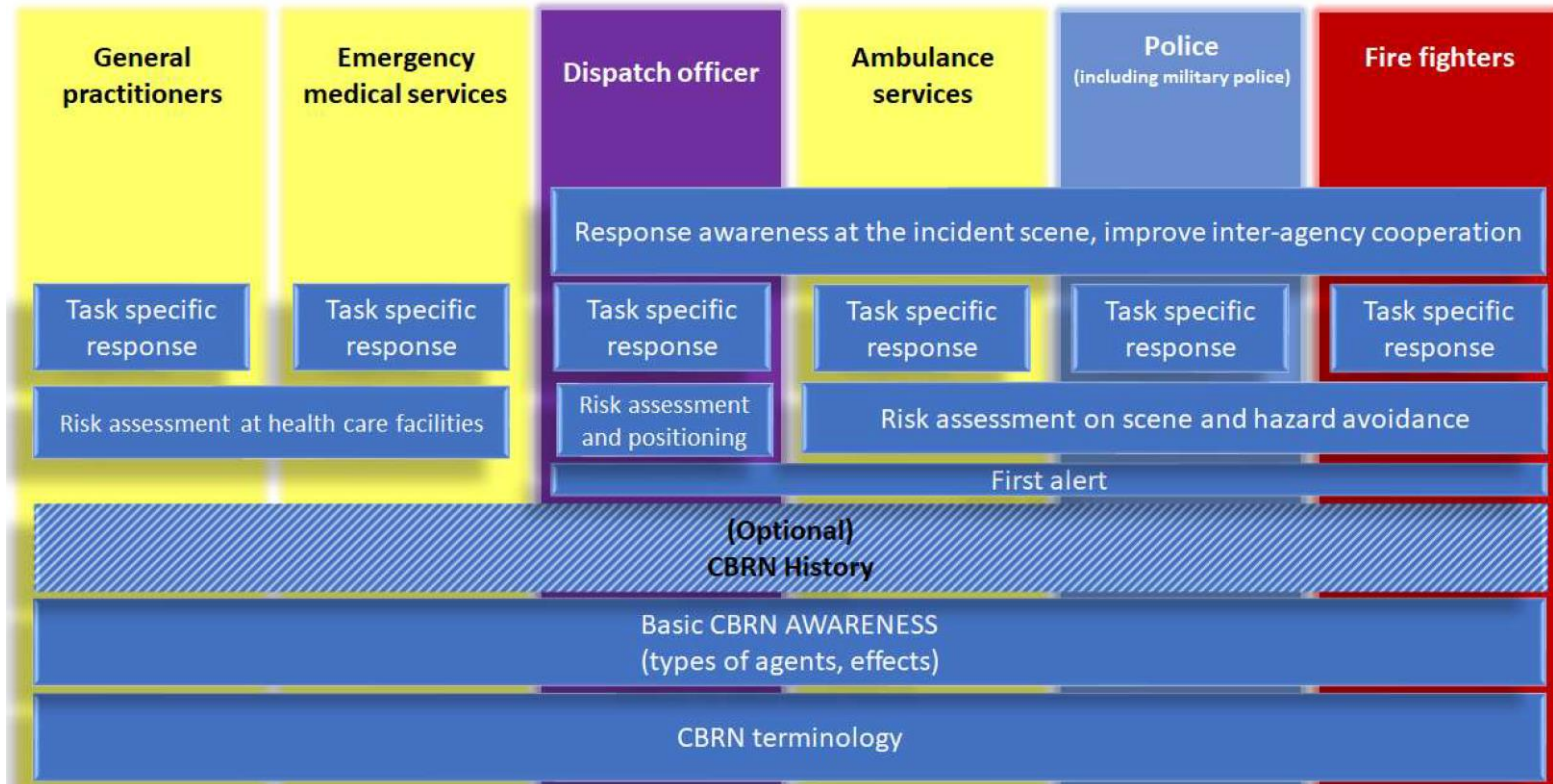 General
practitioners
Emergency
medical services
Dispatch officer
Ambulance
services
Police
(including military police)
Fire fighters
Response awareness at the incident scene, improve inter-agency cooperation
Task specific
response
Task specific
response
Task specific
response
Task specific
response
Task specific
response
Task specific
response
Risk assessment at health care facilities
Risk assessment
and positioning
Risk assessment on scene and hazard avoidance
First alert
(Optional)
CBRN History
Basic CBRN AWARENESS
(types of agents, effects)
CBRN terminology